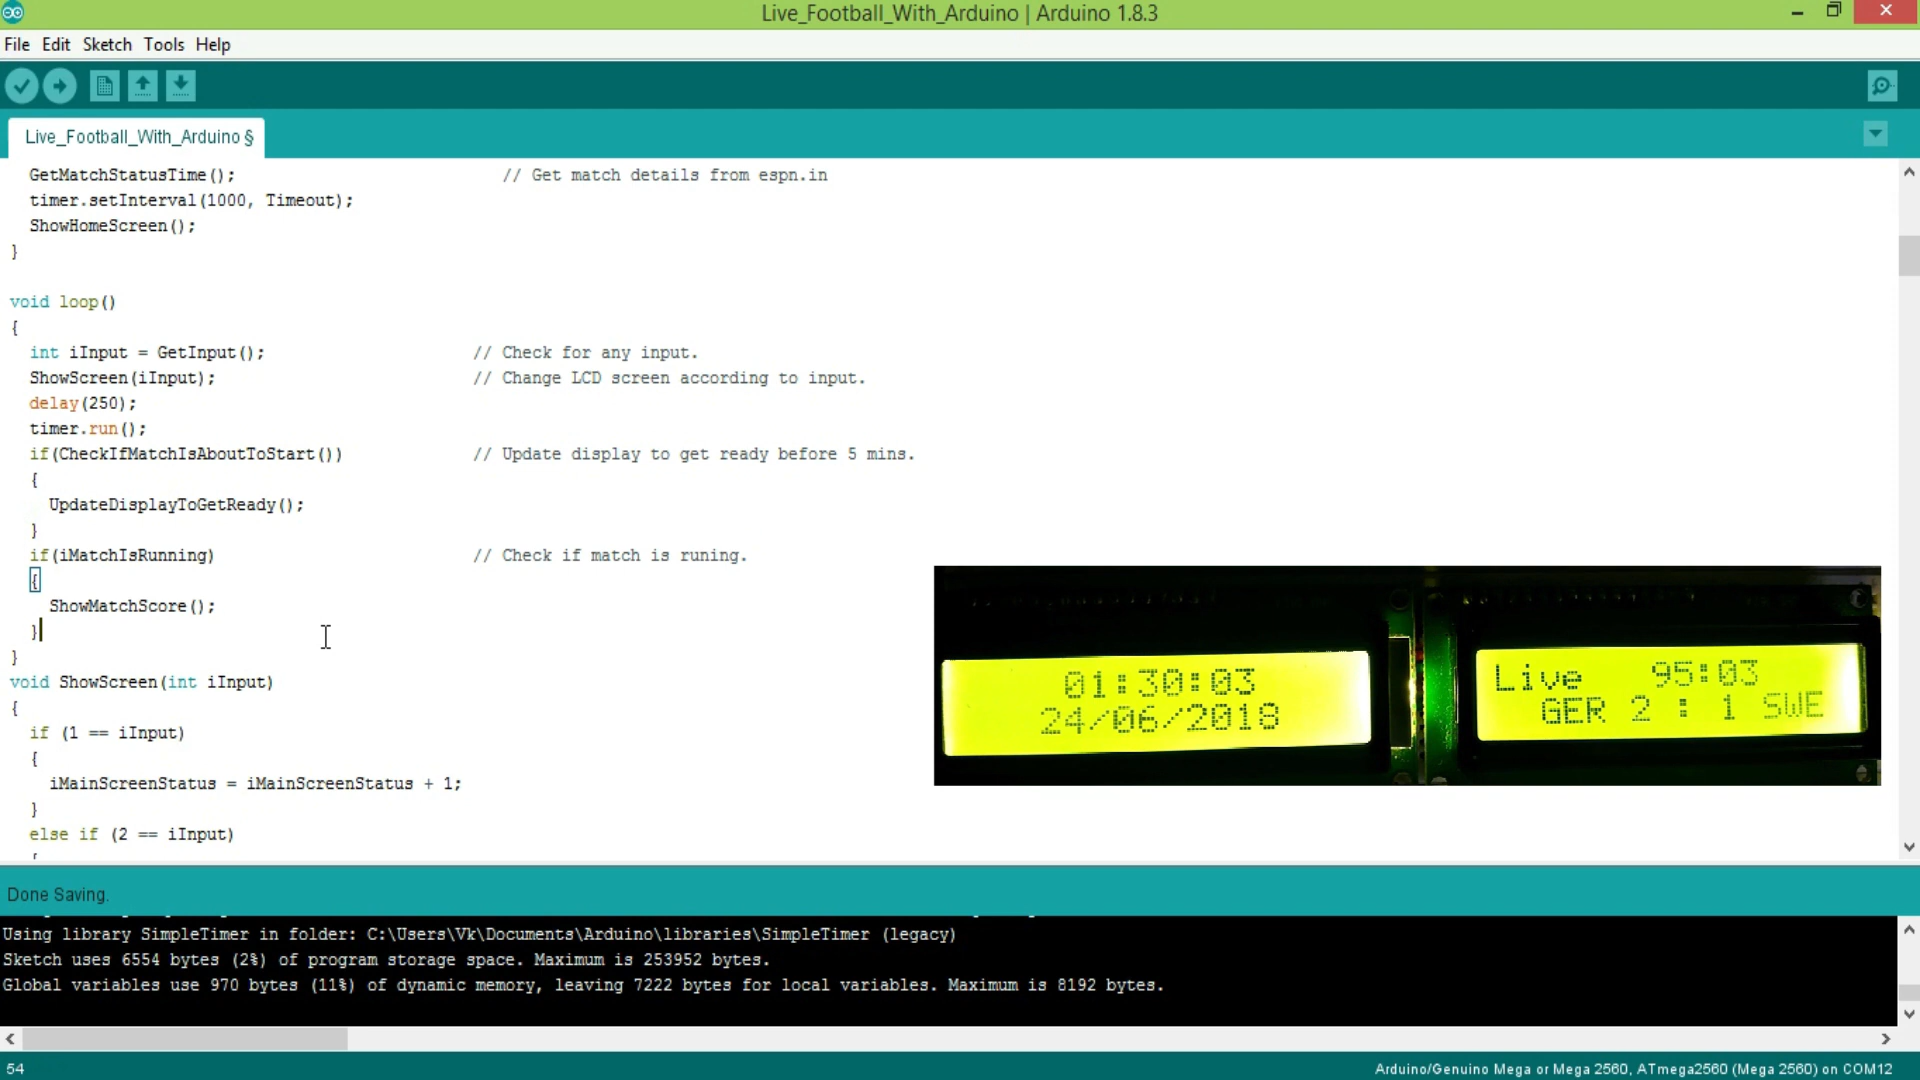 Live_Football_With_Arduino | Arduino 1.8.3
File Edit Sketch Tools Help
Live_Football_With_Arduino §
GetMatchStatusTime(); // Get match details from espn.in
timer.setInterval(1000, Timeout);
ShowHomeScreen();
}
void loop()
{
int iInput = GetInput(); // Check for any input.
ShowScreen(iInput); // Change LCD screen according to input.
delay(250);
timer.run();
if(CheckIfMatchIsAboutToStart()) // Update display to get ready before 5 mins.
{
UpdateDisplayToGetReady();
}
if(iMatchIsRunning) // Check if match is runing.
{
ShowMatchScore();
}
}
void ShowScreen(int iInput)
{
if (1 == iInput)
{
iMainScreenStatus = iMainScreenStatus + 1;
}
else if (2 == iInput)
{
01:30:03
24/06/2018
Live 95:03
GER 2 : 1 SWE
Done Saving.
Using library SimpleTimer in folder: C:\Users\Vk\Documents\Arduino\libraries\SimpleTimer (legacy)
Sketch uses 6554 bytes (2%) of program storage space. Maximum is 253952 bytes.
Global variables use 970 bytes (11%) of dynamic memory, leaving 7222 bytes for local variables. Maximum is 8192 bytes.
54
Arduino/Genuino Mega or Mega 2560, ATmega2560 (Mega 2560) on COM12